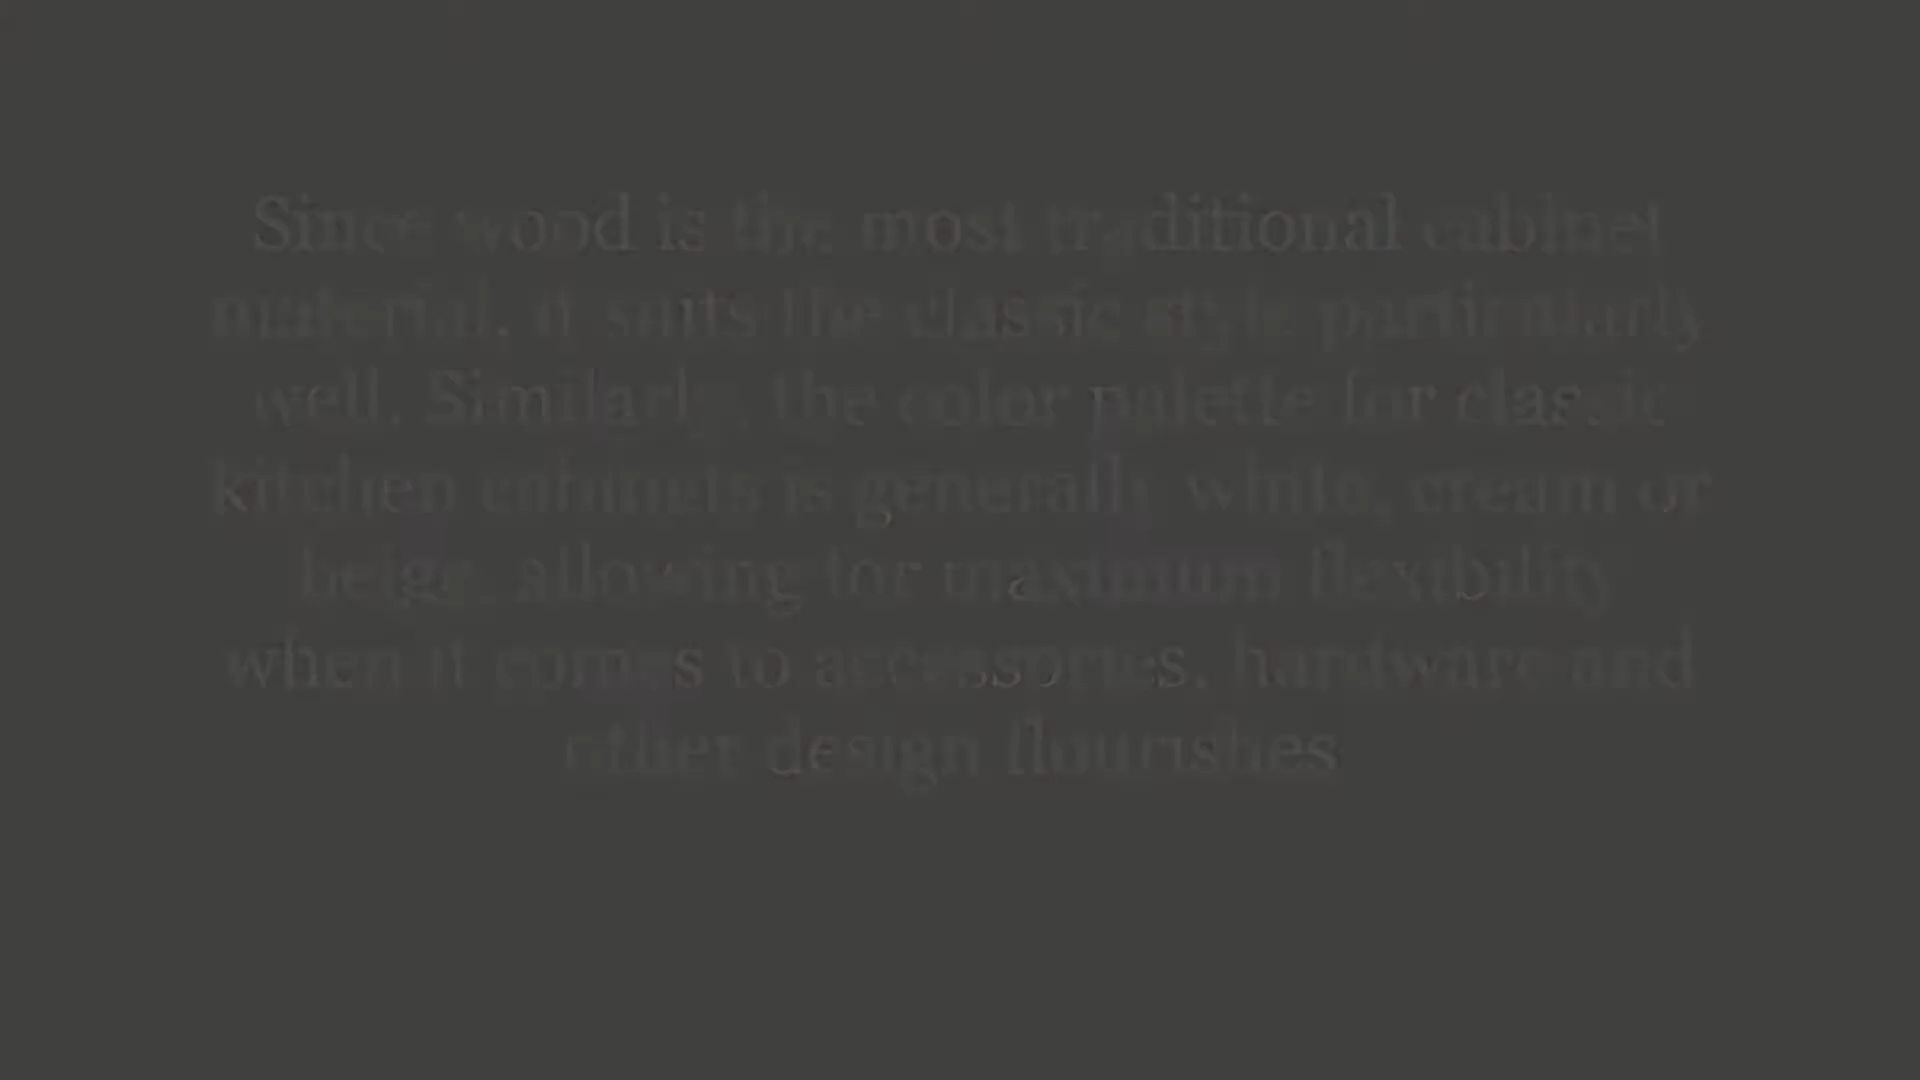 Since wood is the most traditional cabinet
material, it suits the classic style particularly
well. Similarly, the color palette for classic
kitchen cabinets is generally white, cream or
beige, allowing for maximum flexibility
when it comes to accessories, hardware and
other design flourishes